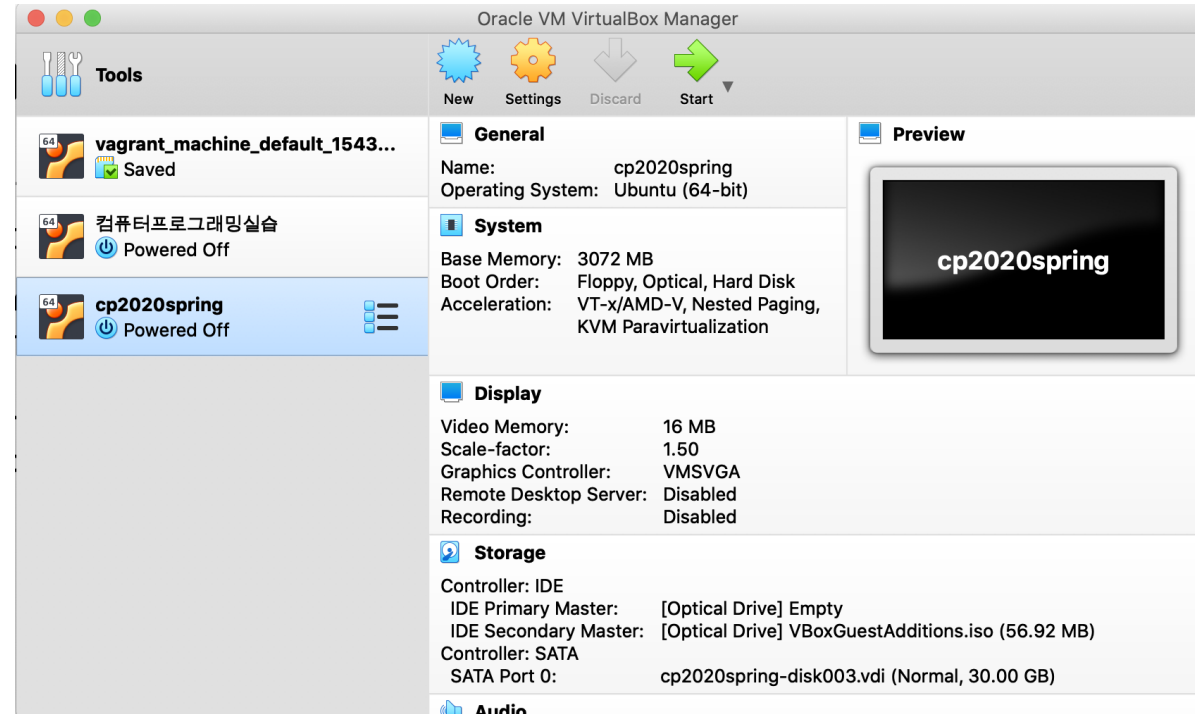 Oracle VM VirtualBox Manager
Tools
New
Settings
Discard
Start
64
vagrant_machine_default_1543...
Saved
64
컴퓨터프로그래밍실습
Powered Off
64
cp2020spring
Powered Off
General
Name: cp2020spring
Operating System: Ubuntu (64-bit)
System
Base Memory: 3072 MB
Boot Order: Floppy, Optical, Hard Disk
Acceleration: VT-x/AMD-V, Nested Paging,
KVM Paravirtualization
Preview
cp2020spring
Display
Video Memory: 16 MB
Scale-factor: 1.50
Graphics Controller: VMSVGA
Remote Desktop Server: Disabled
Recording: Disabled
Storage
Controller: IDE
IDE Primary Master: [Optical Drive] Empty
IDE Secondary Master: [Optical Drive] VBoxGuestAdditions.iso (56.92 MB)
Controller: SATA
SATA Port 0: cp2020spring-disk003.vdi (Normal, 30.00 GB)
Audio